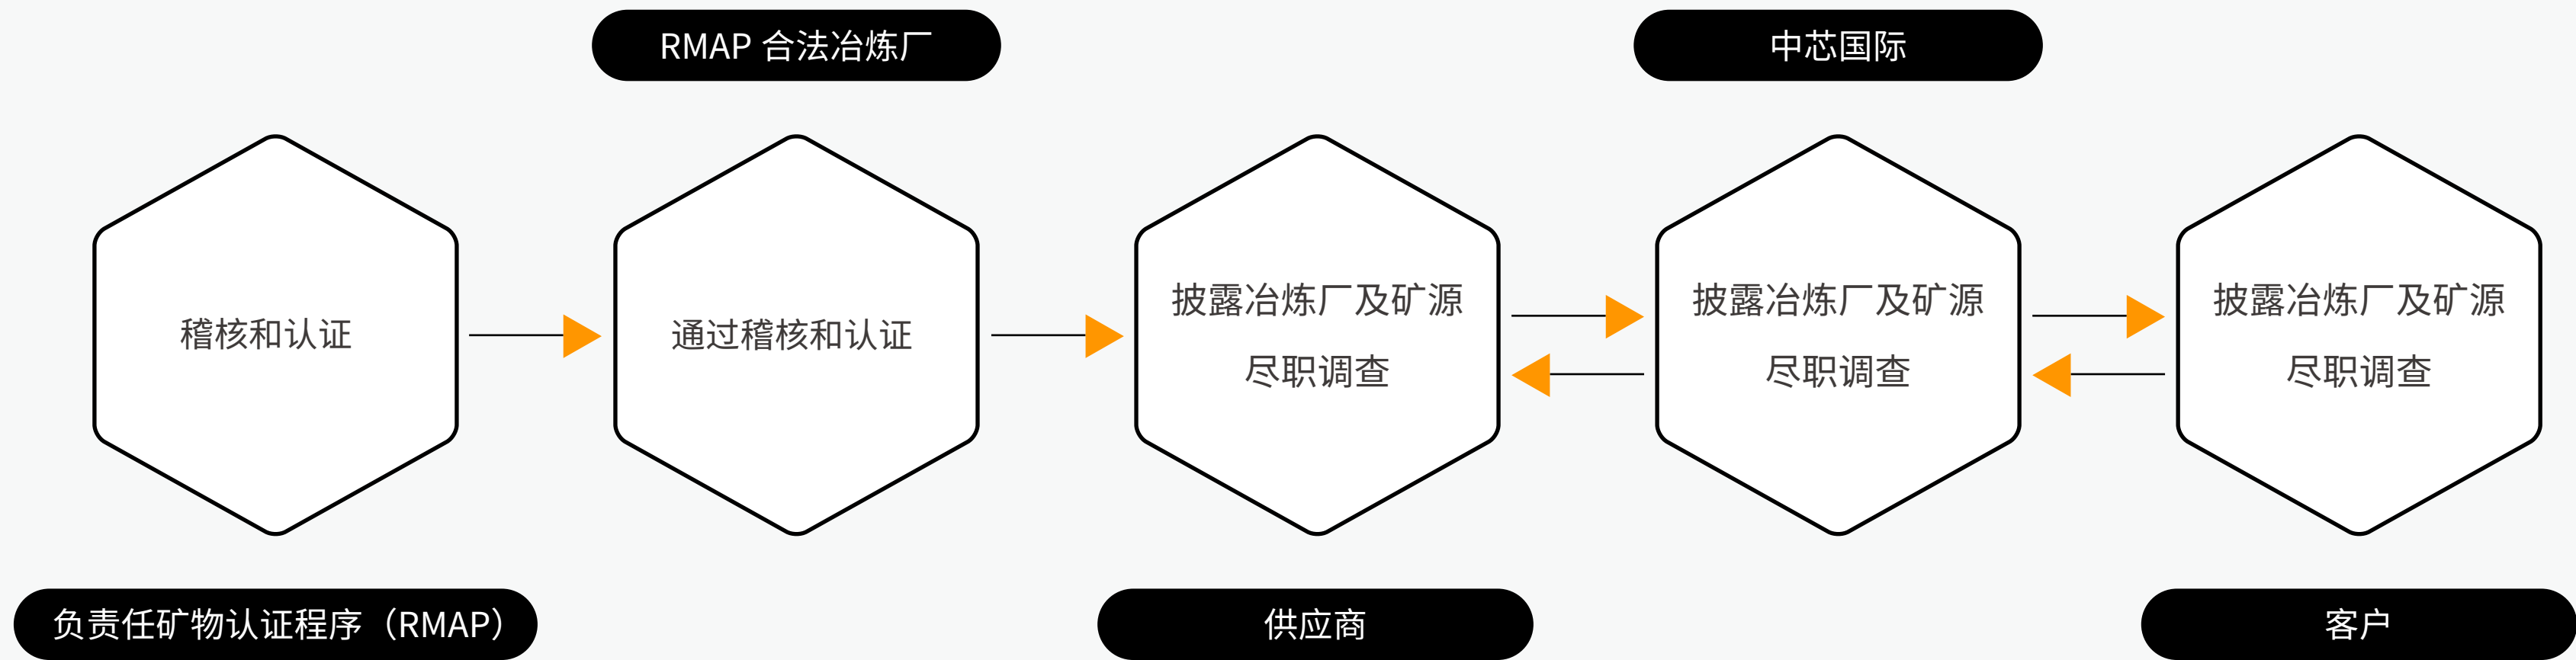 RMAP 合法冶炼厂
中芯国际
稽核和认证
通过稽核和认证
披露冶炼厂及矿源
尽职调查
披露冶炼厂及矿源
尽职调查
披露冶炼厂及矿源
尽职调查
负责任矿物认证程序（RMAP）
供应商
客户